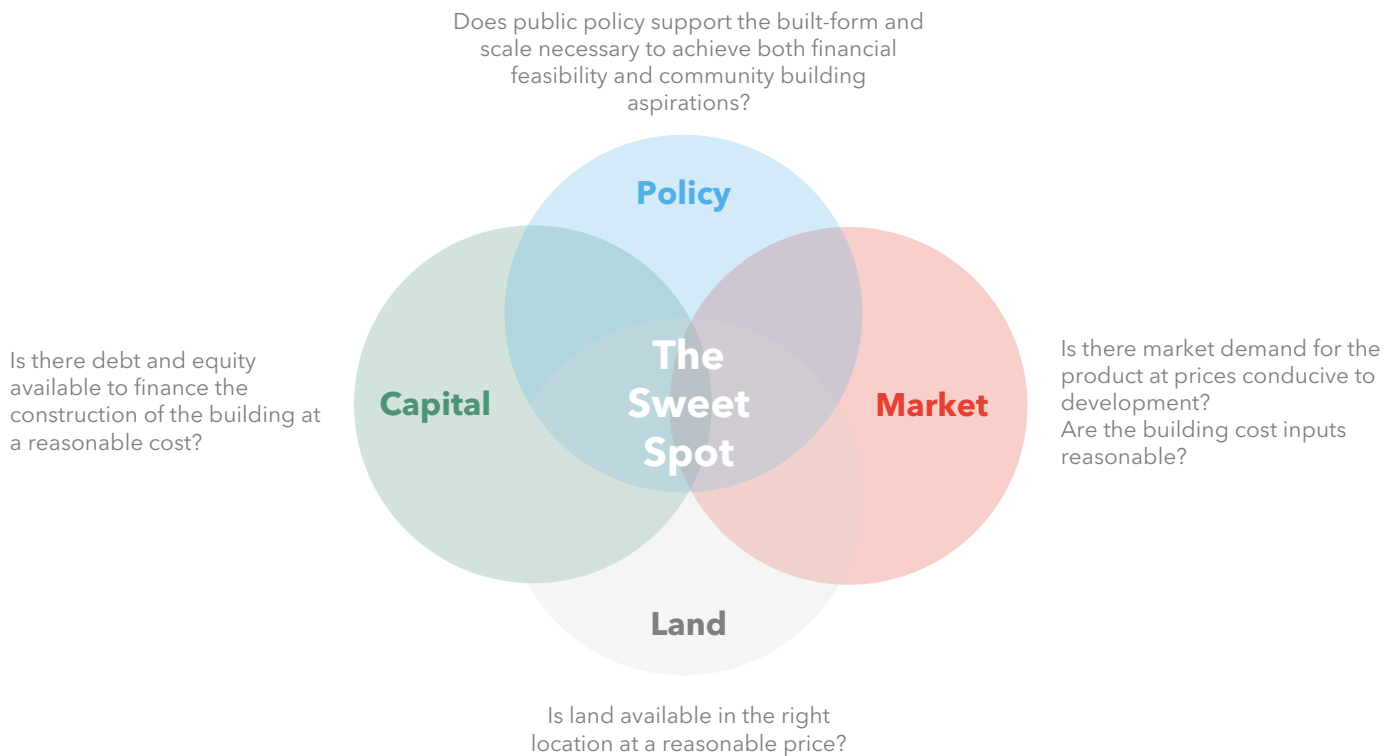 Does public policy support the built-form and
scale necessary to achieve both financial
feasibility and community building
aspirations?
Policy
Is there debt and equity
available to finance the
construction of the building at
a reasonable cost?
Capital
The
Sweet
Spot
Market
Is there market demand for the
product at prices conducive to
development?
Are the building cost inputs
reasonable?
Land
Is land available in the right
location at a reasonable price?